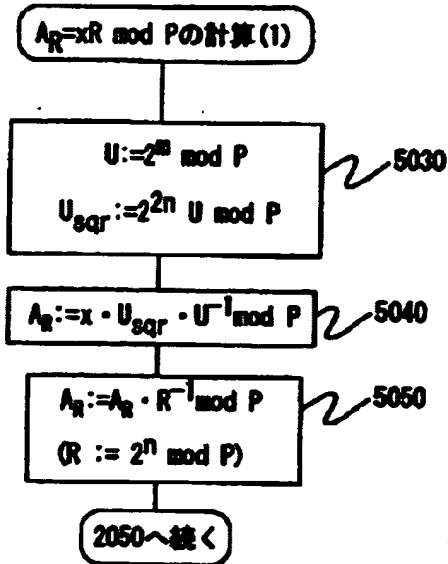 A_R=xR mod Pの計算(1)
U:=2^m mod P
U_sqr:=2^2n U mod P
5030
A_R:=x・U_sqr・U^-1 mod P
5040
A_R:=A_R・R^-1 mod P
(R := 2^n mod P)
5050
2050へ続く